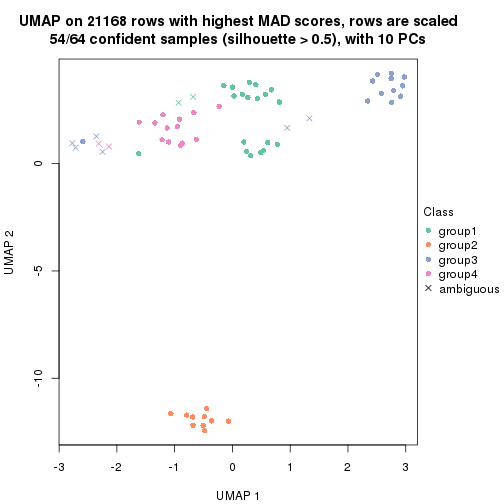 UMAP on 21168 rows with highest MAD scores, rows are scaled
54/64 confident samples (silhouette > 0.5), with 10 PCs
0
-5
-10
UMAP 2
-3
-2
-1
0
1
2
3
UMAP 1
Class
group1
group2
group3
group4
ambiguous